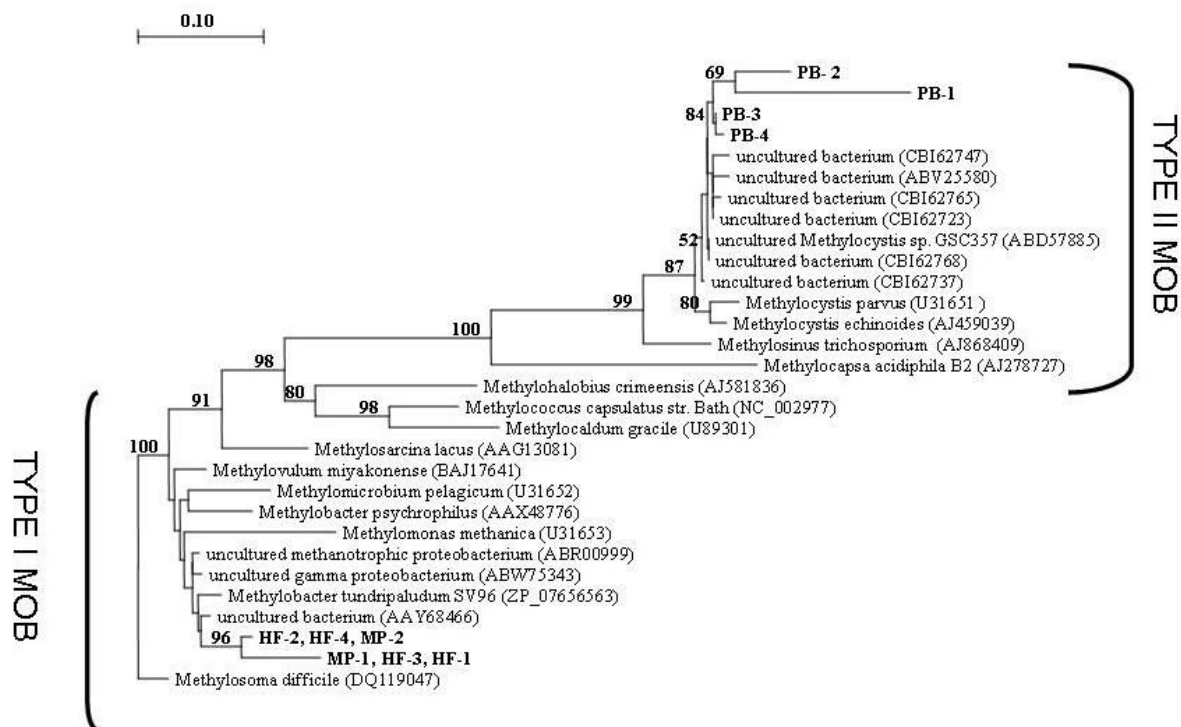 0.10
69
PB- 2
PB-1
84
PB-3
PB-4
uncultured bacterium (CBI62747)
uncultured bacterium (ABV25580)
uncultured bacterium (CBI62765)
uncultured bacterium (CBI62723)
52
uncultured Methylocystis sp. GSC357 (ABD57885)
87
uncultured bacterium (CBI62768)
uncultured bacterium (CBI62737)
99
80
Methylocystis parvus (U31651 )
Methylocystis echinoides (AJ459039)
100
Methylosinus trichosporium (AJ868409)
98
Methylocapsa acidiphila B2 (AJ278727)
80
Methylohalobius crimeensis (AJ581836)
91
98
Methylococcus capsulatus str. Bath (NC_002977)
Methylocaldum gracile (U89301)
100
Methylosarcina lacus (AAG13081)
Methylovulum miyakonense (BAJ17641)
Methylomicrobium pelagicum (U31652)
Methylobacter psychrophilus (AAX48776)
Methylomonas methanica (U31653)
uncultured methanotrophic proteobacterium (ABR00999)
uncultured gamma proteobacterium (ABW75343)
Methylobacter tundripaludum SV96 (ZP_07656563)
uncultured bacterium (AAY68466)
96
HF-2, HF-4, MP-2
MP-1, HF-3, HF-1
Methylosoma difficile (DQ119047)
TYPE I MOB
TYPE II MOB